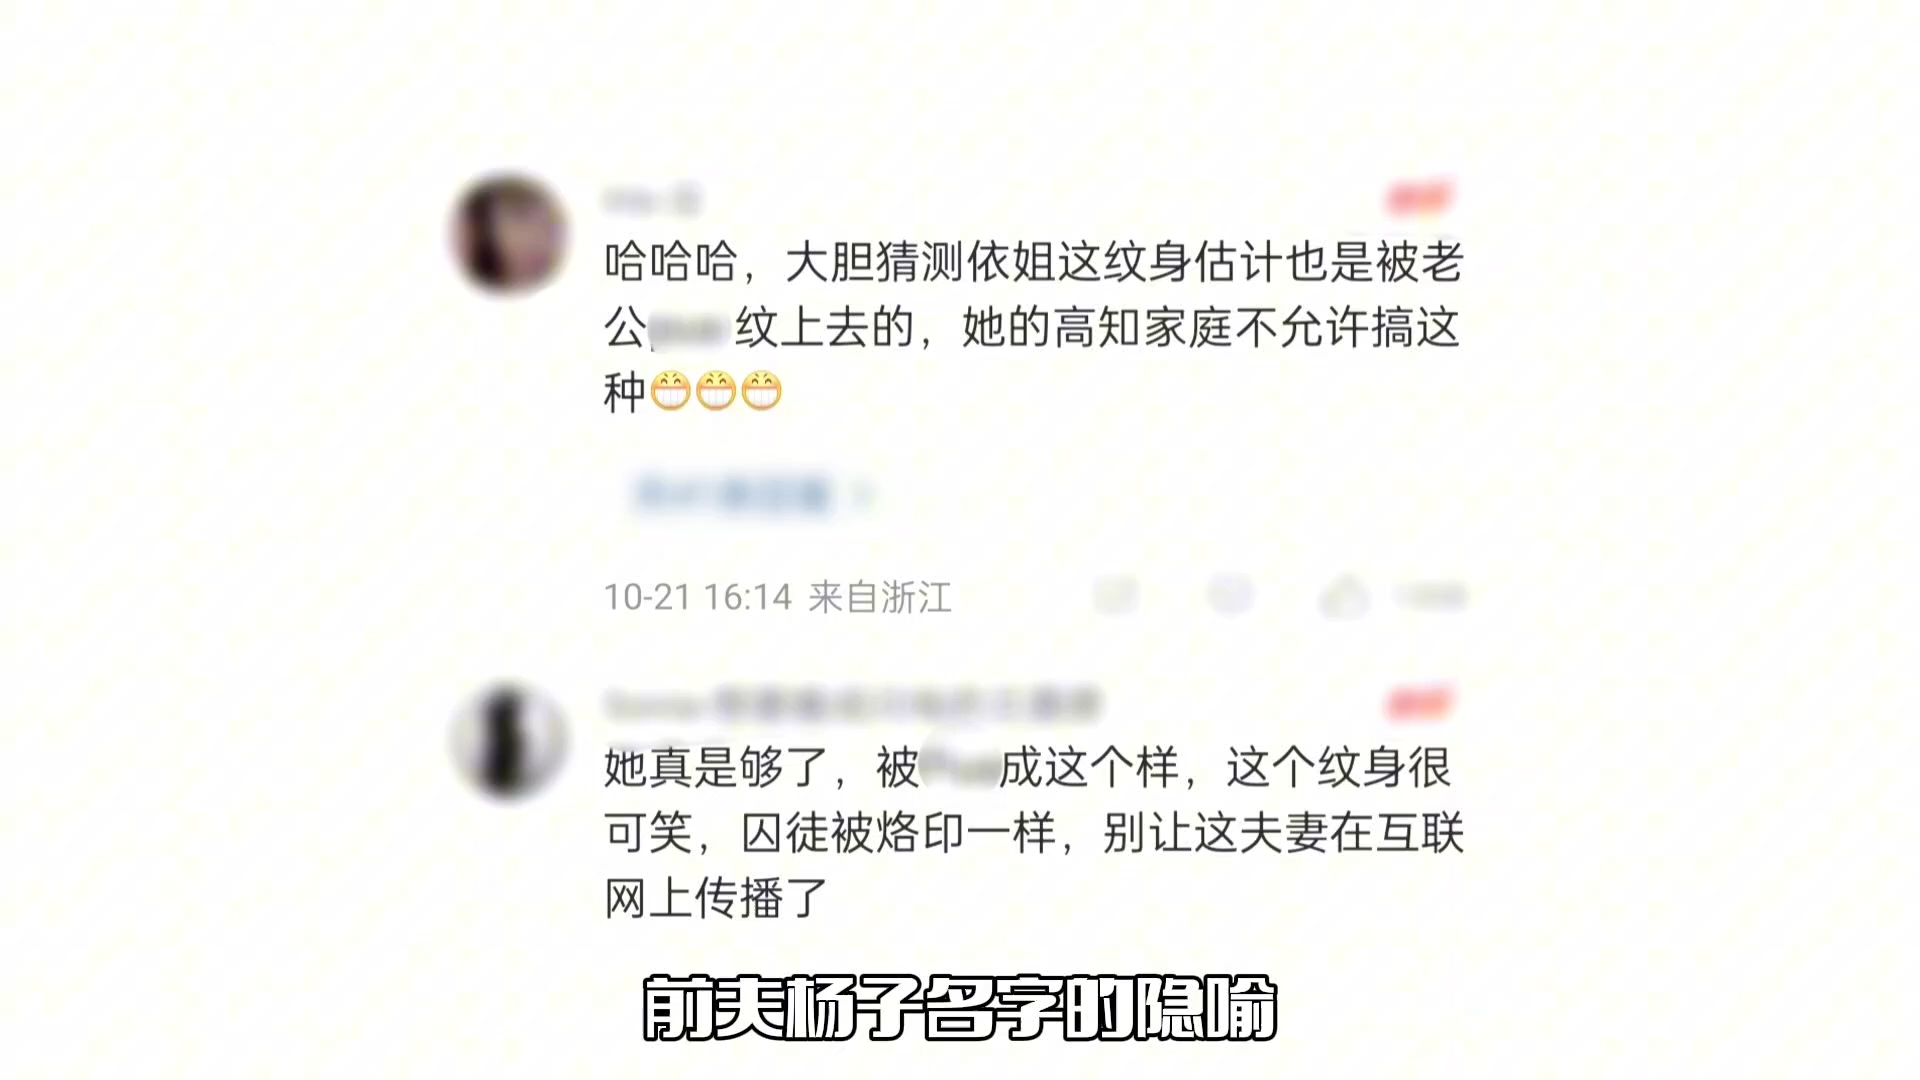 哈哈哈，大胆猜测依姐这纹身估计也是被老
公 纹上去的，她的高知家庭不允许搞这
种😁😁😁
10-21 16:14 来自浙江
她真是够了，被 成这个样，这个纹身很
可笑，囚徒被烙印一样，别让这夫妻在互联
网上传播了
前夫杨子名字的隐喻